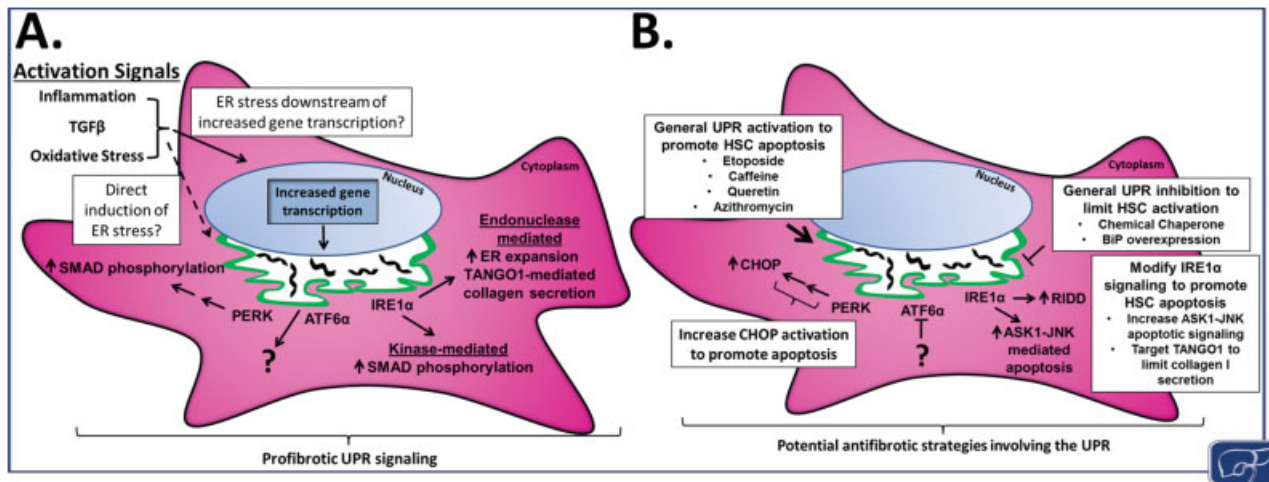 A.
Activation Signals
Inflammation
TGFβ
Oxidative Stress
ER stress downstream of
increased gene transcription?
Direct
induction of
ER stress?
Cytoplasm
Nucleus
Increased gene
transcription
Endonuclease
mediated
ER expansion
TANGO1-mediated
collagen secretion
SMAD phosphorylation
PERK
ATF6α
IRE1α
?
Kinase-mediated
SMAD phosphorylation
Profibrotic UPR signaling
B.
General UPR activation to
promote HSC apoptosis
• Etoposide
• Caffeine
• Queretin
• Azithromycin
Cytoplasm
Nucleus
General UPR inhibition to
limit HSC activation
• Chemical Chaperone
• BiP overexpression
CHOP
PERK
ATF6α
IRE1α
RIDD
?
ASK1-JNK
mediated
apoptosis
Increase CHOP activation
to promote apoptosis
Modify IRE1α
signaling to promote
HSC apoptosis
• Increase ASK1-JNK
apoptotic signaling
• Target TANGO1 to
limit collagen I
secretion
Potential antifibrotic strategies involving the UPR